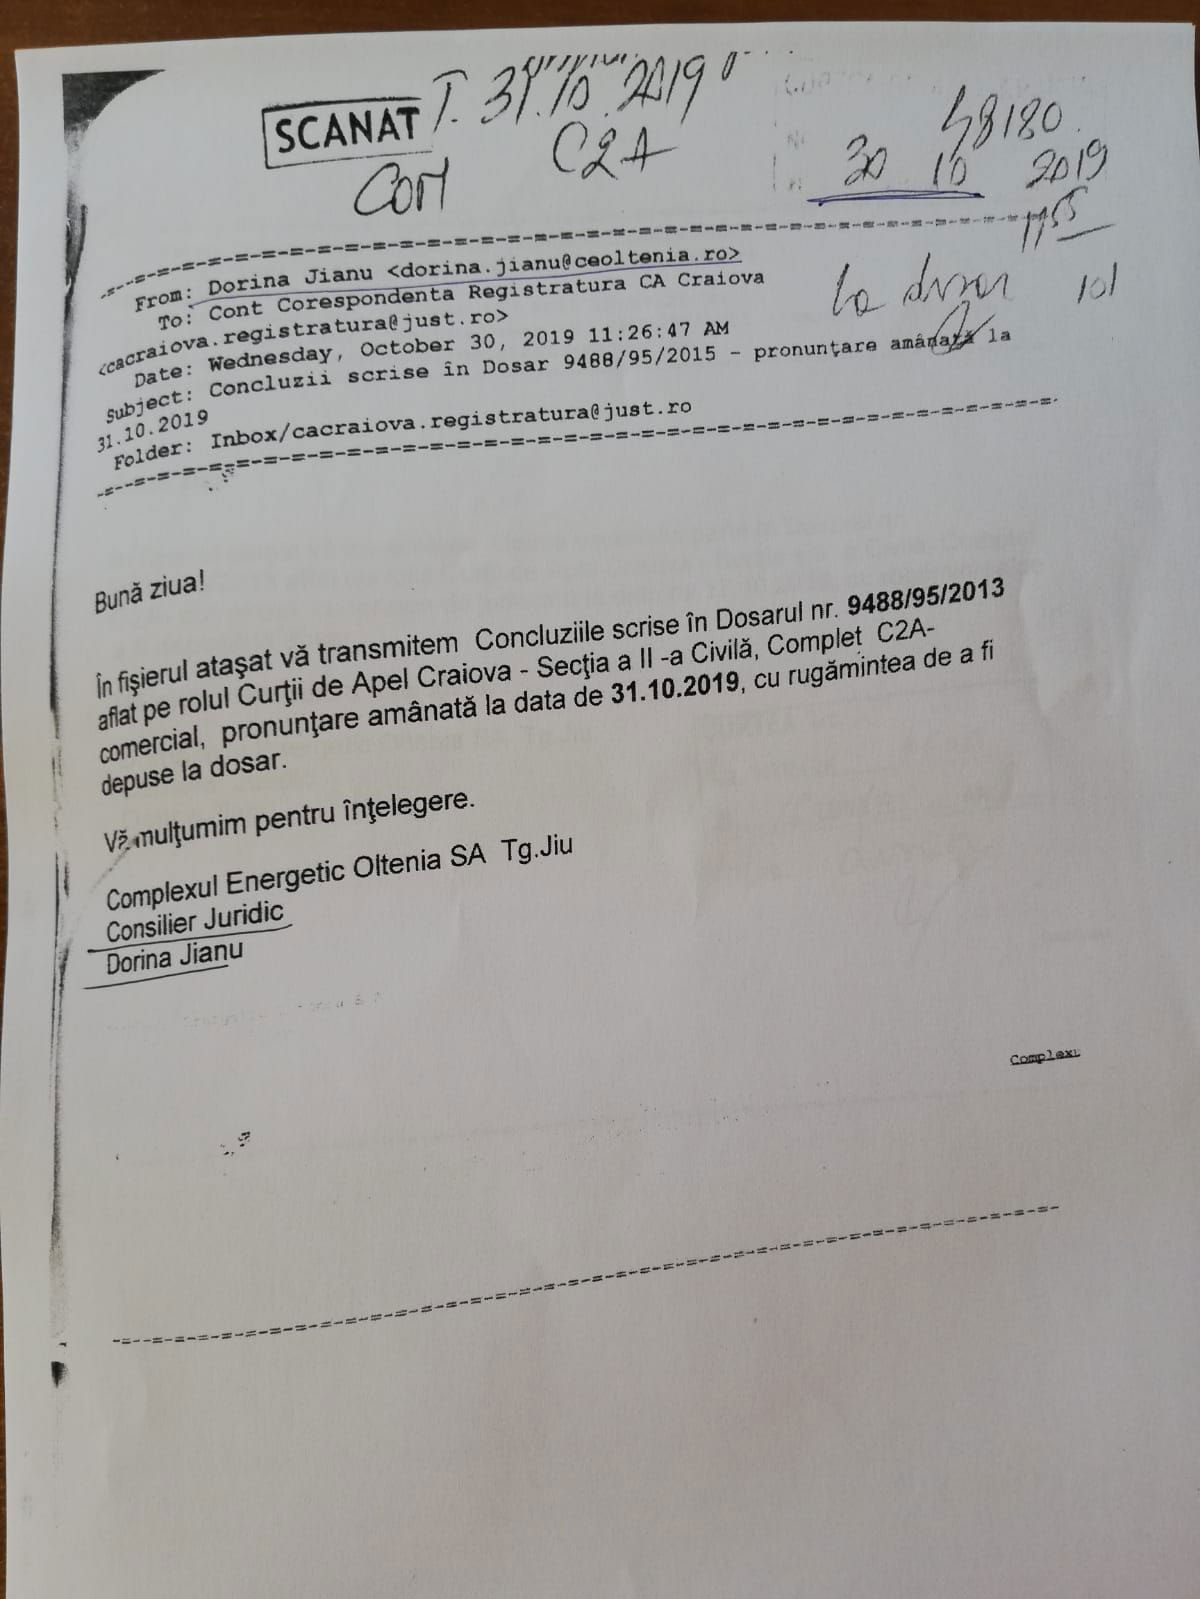 SCANAT T. 31.10.2019
C2A
Com
48180
30 10 2019
1155
la dosar 101
-=--=-=-=-=-=-=-=-=-=-=-=-=-=-=-=-=-=-=-=-=-=-=-=-=-=-=-=-=-=-=-=-=-=-=-=-
From: Dorina Jianu <dorina.jianu@ceoltenia.ro>
To: Cont Corespondenta Registratura CA Craiova
<cacraiova.registratura@just.ro>
Date: Wednesday, October 30, 2019 11:26:47 AM
Subject: Concluzii scrise în Dosar 9488/95/2015 - pronunţare amânată la
31.10.2019
Folder: Inbox/cacraiova.registratura@just.ro
-=--=-=-=-=-=-=-=-=-=-=-=-=-=-=-=-=-=-=-=-=-=-=-=-=-=-=-=-=-=-=-=-=-=-=-=-
Bună ziua!
În fişierul ataşat vă transmitem Concluziile scrise în Dosarul nr. 9488/95/2013
aflat pe rolul Curţii de Apel Craiova - Secţia a II -a Civilă, Complet C2A-
comercial, pronunţare amânată la data de 31.10.2019, cu rugămintea de a fi
depuse la dosar.
Vă mulţumim pentru înţelegere.
Complexul Energetic Oltenia SA Tg.Jiu
Consilier Juridic
Dorina Jianu
Complexu
-=--=-=-=-=-=-=-=-=-=-=-=-=-=-=-=-=-=-=-=-=-=-=-=-=-=-=-=-=-=-=-=-=-=-=-=-